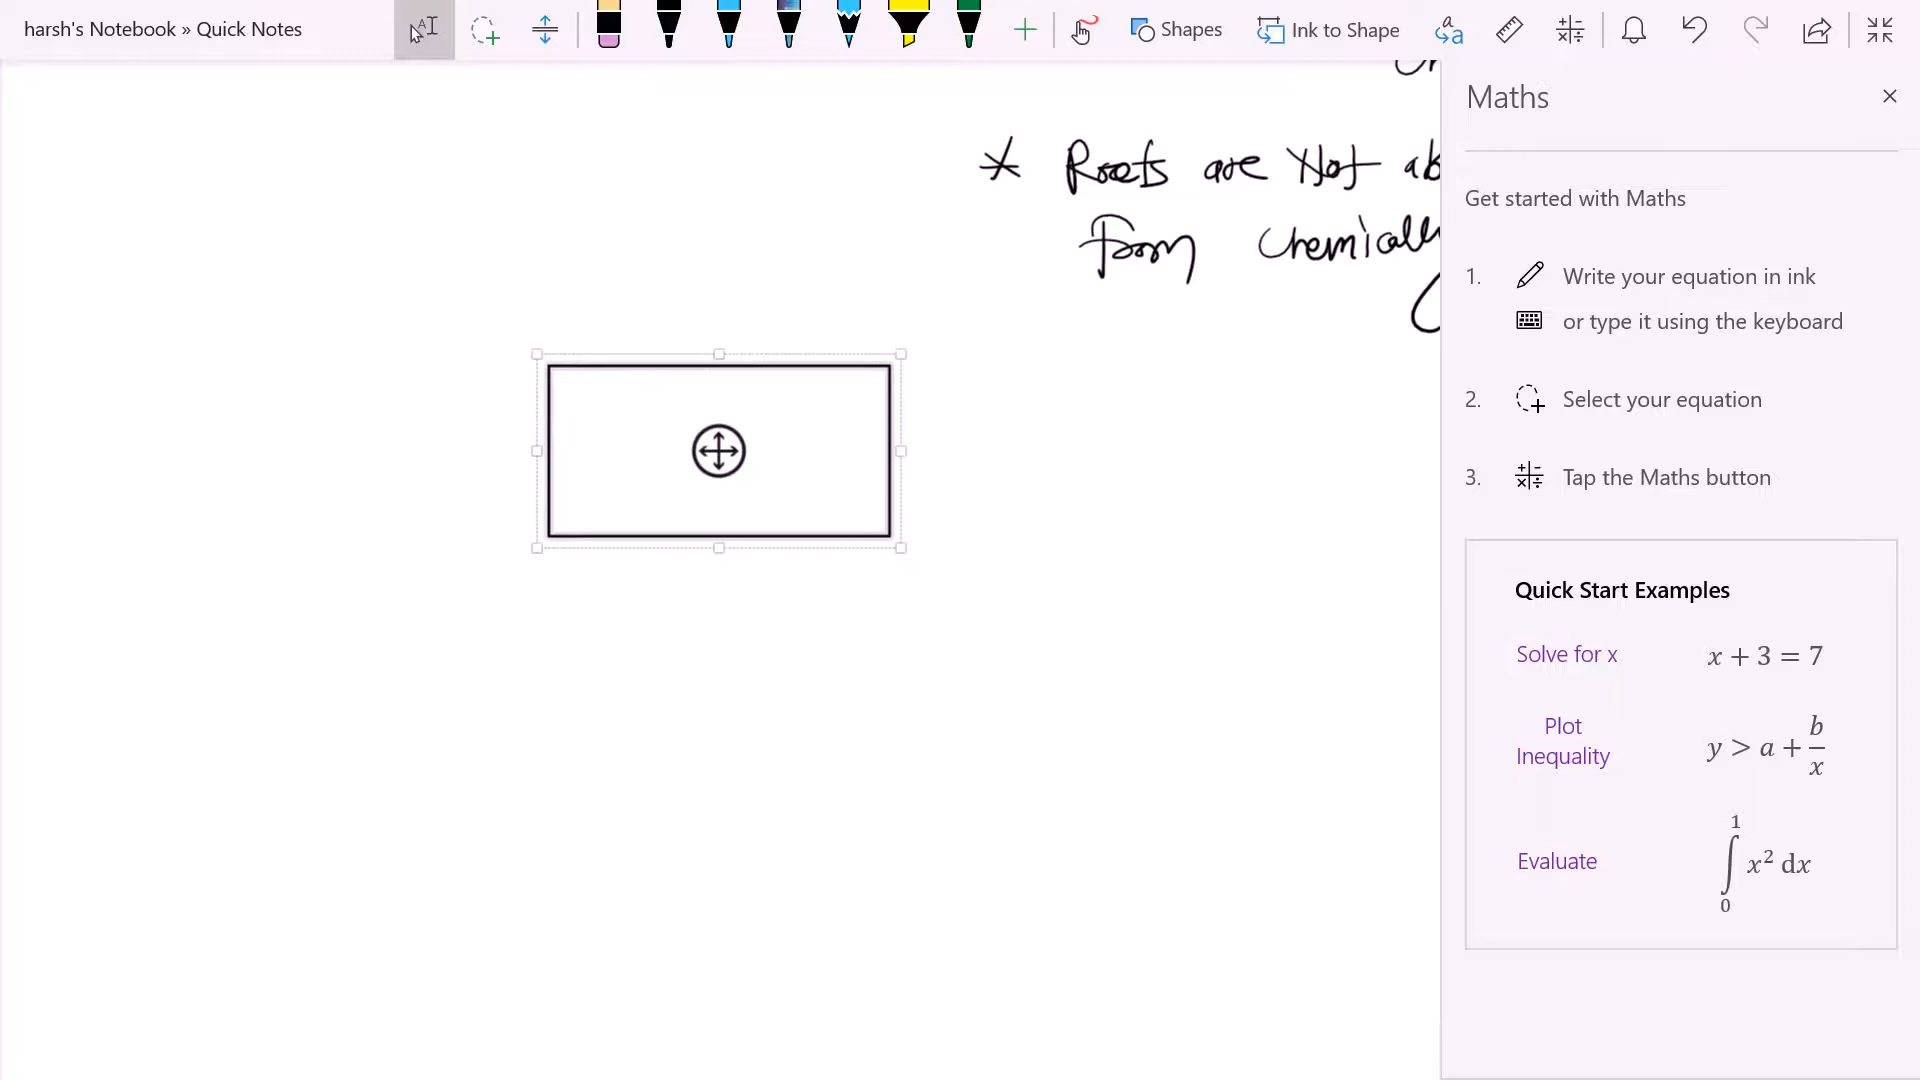 harsh's Notebook » Quick Notes
Shapes
Ink to Shape
Maths
* Roots are Not
form Chemically
Get started with Maths
1. Write your equation in ink
or type it using the keyboard
2. Select your equation
3. Tap the Maths button
Quick Start Examples
Solve for x x + 3 = 7
Plot Inequality y > a + b/x
Evaluate ∫₀¹ x² dx